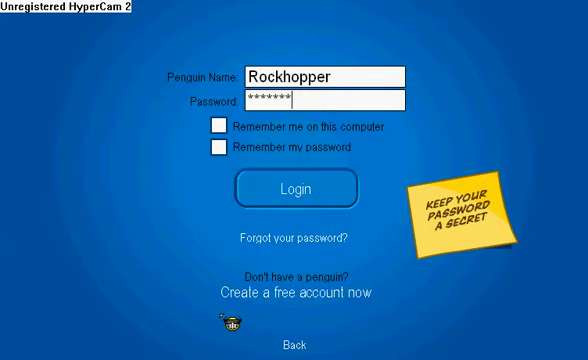 Unregistered HyperCam 2
Penguin Name: Rockhopper
Password: *******
Remember me on this computer
Remember my password
Login
KEEP YOUR
PASSWORD
A SECRET
Forgot your password?
Don't have a penguin?
Create a free account now
Back